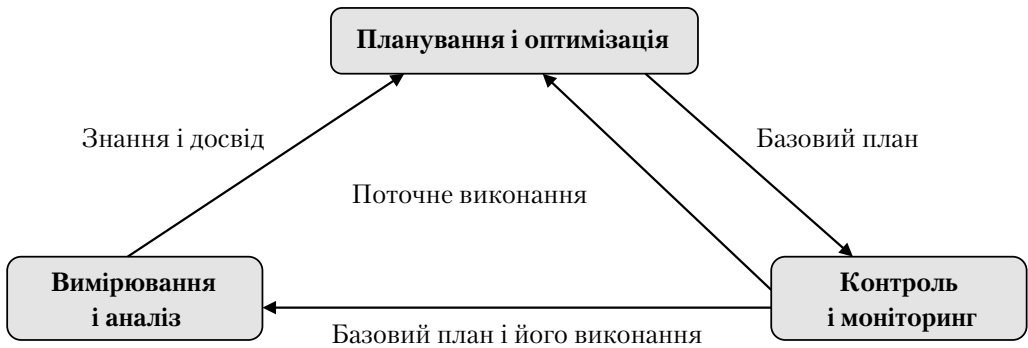 Планування і оптимізація
Знання і досвід
Базовий план
Поточне виконання
Вимірювання
і аналіз
Контроль
і моніторинг
Базовий план і його виконання